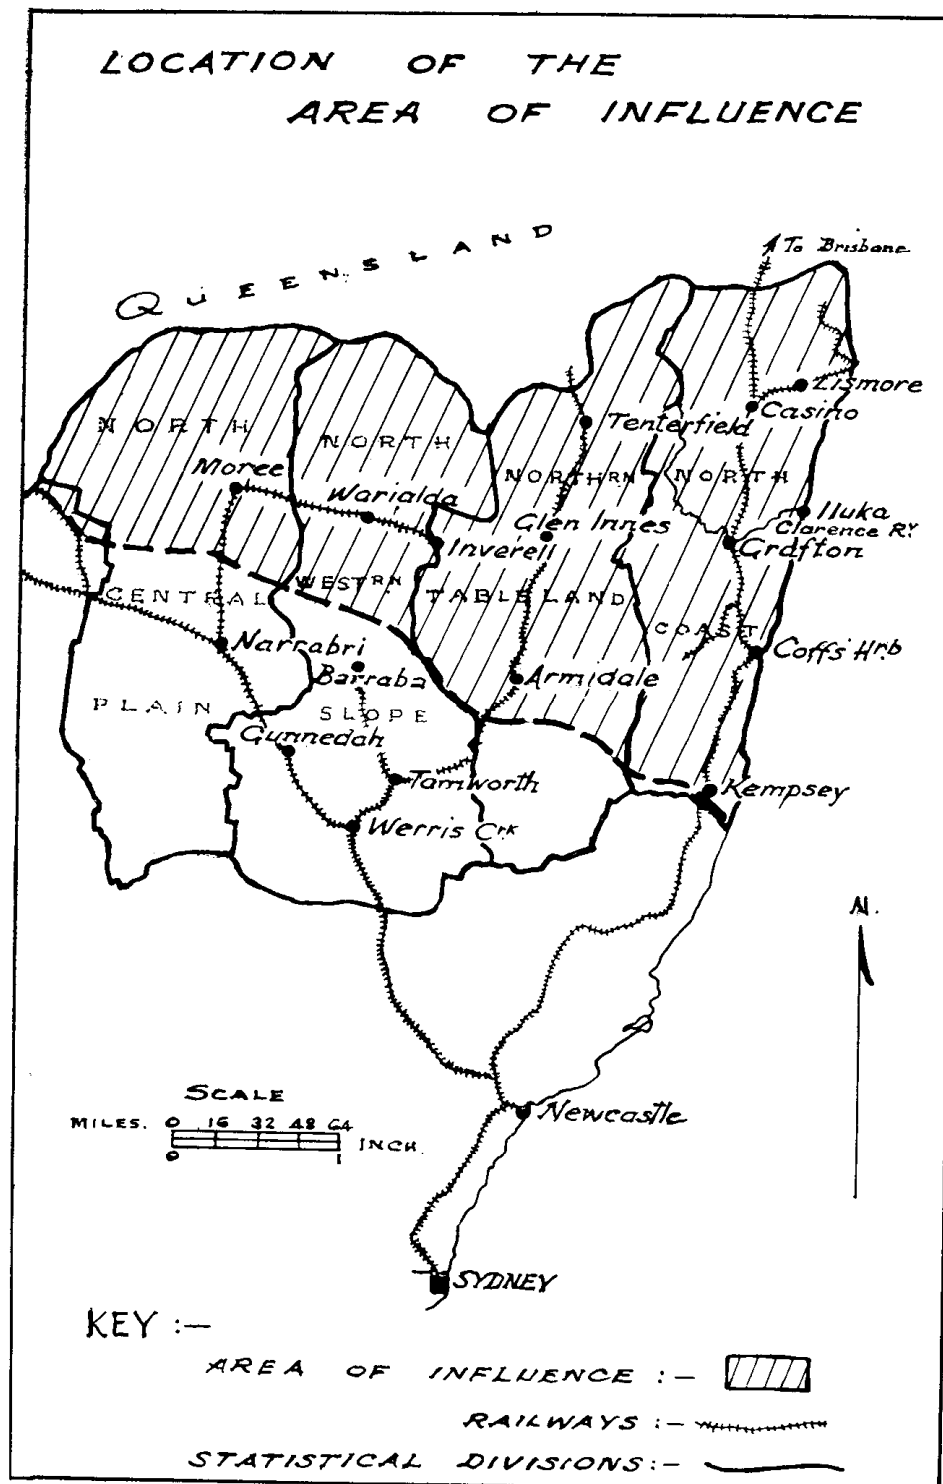 LOCATION OF THE
AREA OF INFLUENCE
QUEENSLAND
To Brisbane
Lismore
Casino
Tenterfield
NORTH
NORTH
NORTHRN
NORTH
Moree
Warialda
Iluka
Clarence RY
Glen Innes
Inverell
Grafton
WESTRN
CENTRAL
TABLELAND
COAST
Narrabri
Coffs Hrb
Barraba
Armidale
PLAIN
SLOPE
Gunnedah
Tamworth
Kempsey
Werris Crk
N.
SCALE
MILES. 0 16 32 48 64
INCH.
0 1
Newcastle
SYDNEY
KEY :—
AREA OF INFLUENCE :—
RAILWAYS :—
STATISTICAL DIVISIONS :—